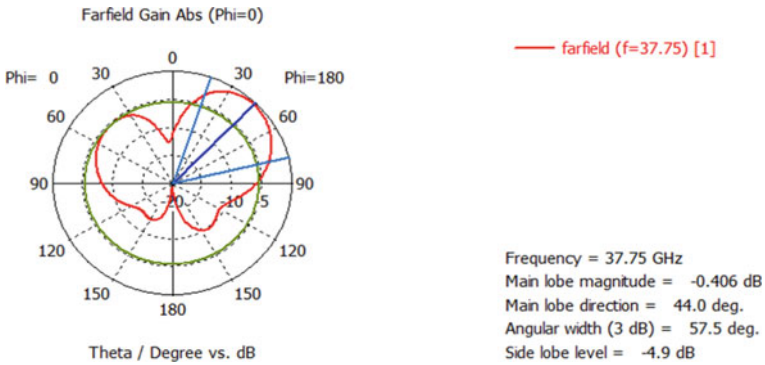 Farfield Gain Abs (Phi=0)
farfield (f=37.75) [1]
0
Phi= 0 30 30 Phi=180
60 60
90 -20 -10 -5 90
120 120
150 150
180
Theta / Degree vs. dB
Frequency = 37.75 GHz
Main lobe magnitude = -0.406 dB
Main lobe direction = 44.0 deg.
Angular width (3 dB) = 57.5 deg.
Side lobe level = -4.9 dB